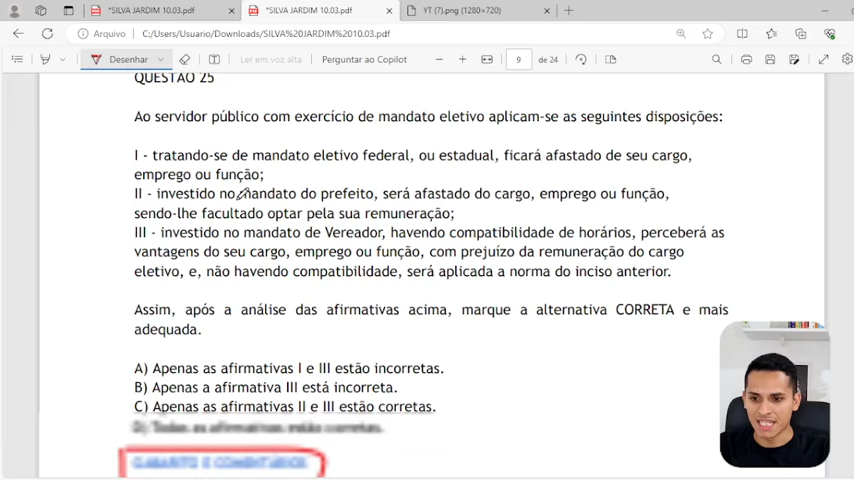 *SILVA JARDIM 10.03.pdf
*SILVA JARDIM 10.03.pdf
YT (7).png (1280×720)
Arquivo
C:/Users/Usuario/Downloads/SILVA%20JARDIM%2010.03.pdf
Desenhar
Ler em voz alta
Perguntar ao Copilot
9
de 24
QUESTÃO 25
Ao servidor público com exercício de mandato eletivo aplicam-se as seguintes disposições:
I - tratando-se de mandato eletivo federal, ou estadual, ficará afastado de seu cargo,
emprego ou função;
II - investido no mandato do prefeito, será afastado do cargo, emprego ou função,
sendo-lhe facultado optar pela sua remuneração;
III - investido no mandato de Vereador, havendo compatibilidade de horários, perceberá as
vantagens do seu cargo, emprego ou função, com prejuízo da remuneração do cargo
eletivo, e, não havendo compatibilidade, será aplicada a norma do inciso anterior.
Assim, após a análise das afirmativas acima, marque a alternativa CORRETA e mais
adequada.
A) Apenas as afirmativas I e III estão incorretas.
B) Apenas a afirmativa III está incorreta.
C) Apenas as afirmativas II e III estão corretas.
D) Todas as afirmativas estão corretas.
GABARITO E COMENTÁRIOS